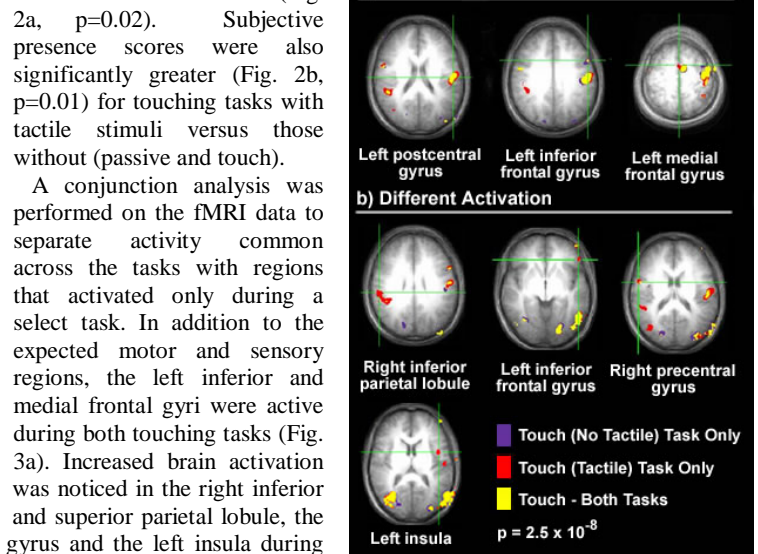 2a, p=0.02). Subjective
presence scores were also
significantly greater (Fig. 2b,
p=0.01) for touching tasks with
tactile stimuli versus those
without (passive and touch).
A conjunction analysis was
performed on the fMRI data to
separate activity common
across the tasks with regions
that activated only during a
select task. In addition to the
expected motor and sensory
regions, the left inferior and
medial frontal gyri were active
during both touching tasks (Fig.
3a). Increased brain activation
was noticed in the right inferior
and superior parietal lobule, the
gyrus and the left insula during
Left postcentral
gyrus
Left inferior
frontal gyrus
Left medial
frontal gyrus
b) Different Activation
Right inferior
parietal lobule
Left inferior
frontal gyrus
Right precentral
gyrus
Left insula
Touch (No Tactile) Task Only
Touch (Tactile) Task Only
Touch - Both Tasks
p = 2.5 x 10⁻⁸